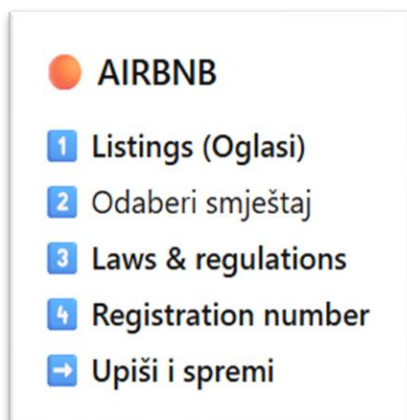 🟠 AIRBNB
1️⃣ Listings (Oglasi)
2️⃣ Odaberi smještaj
3️⃣ Laws & regulations
4️⃣ Registration number
➡️ Upiši i spremi